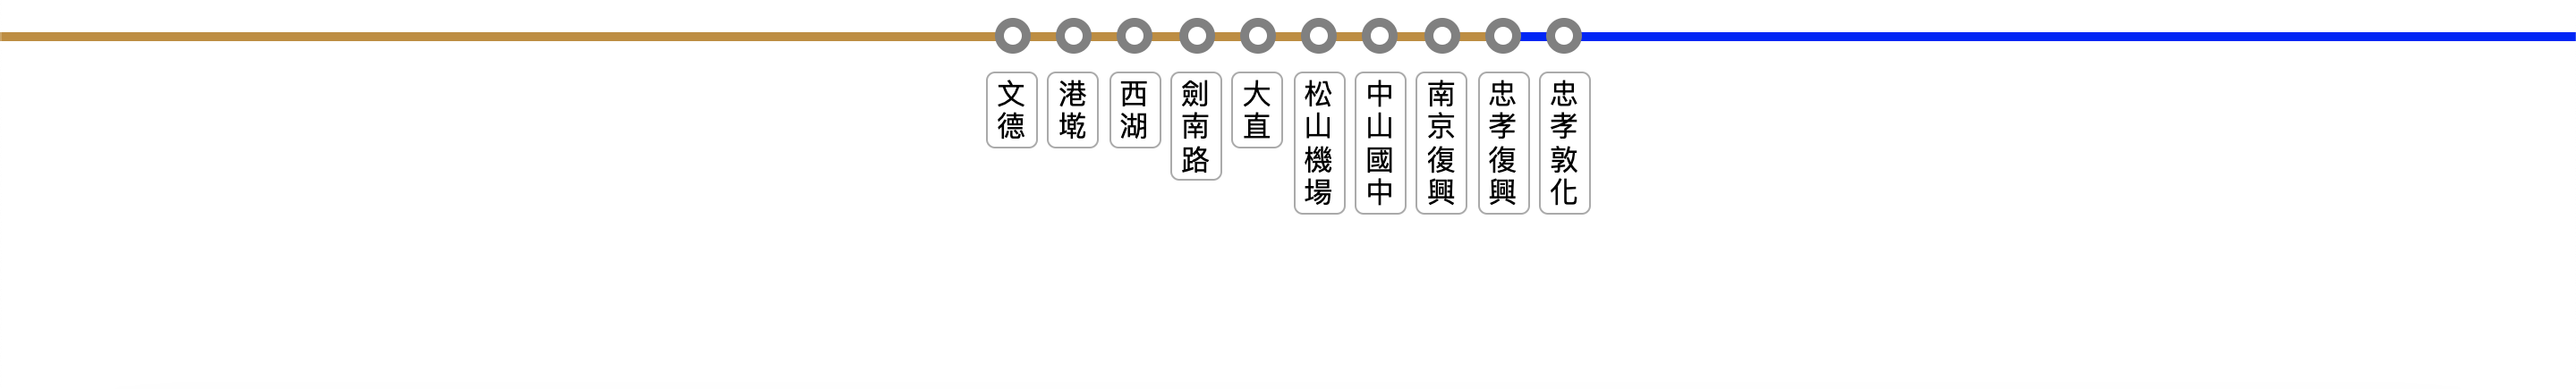 文德
港墘
西湖
劍南路
大直
松山機場
中山國中
南京復興
忠孝復興
忠孝敦化